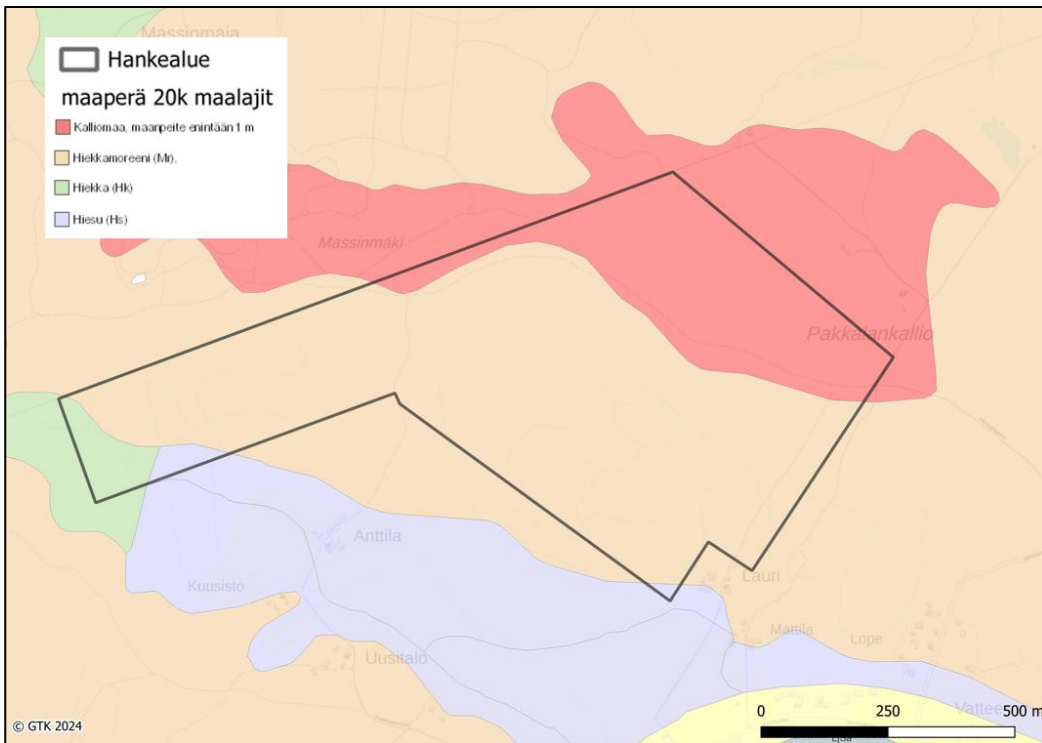 Massinmaja
Hankealue
maaperä 20k maalajit
Kalliomaa, maanpeite enintään 1 m
Hiekkamoreeni (Mr),
Hiekka (Hk)
Hiesu (Hs)
Massinmäki
Pakkalankallio
Anttila
Kuusisto
Lauri
Mattila
Lope
Uusitalo
Vattee
0 250 500 m
© GTK 2024